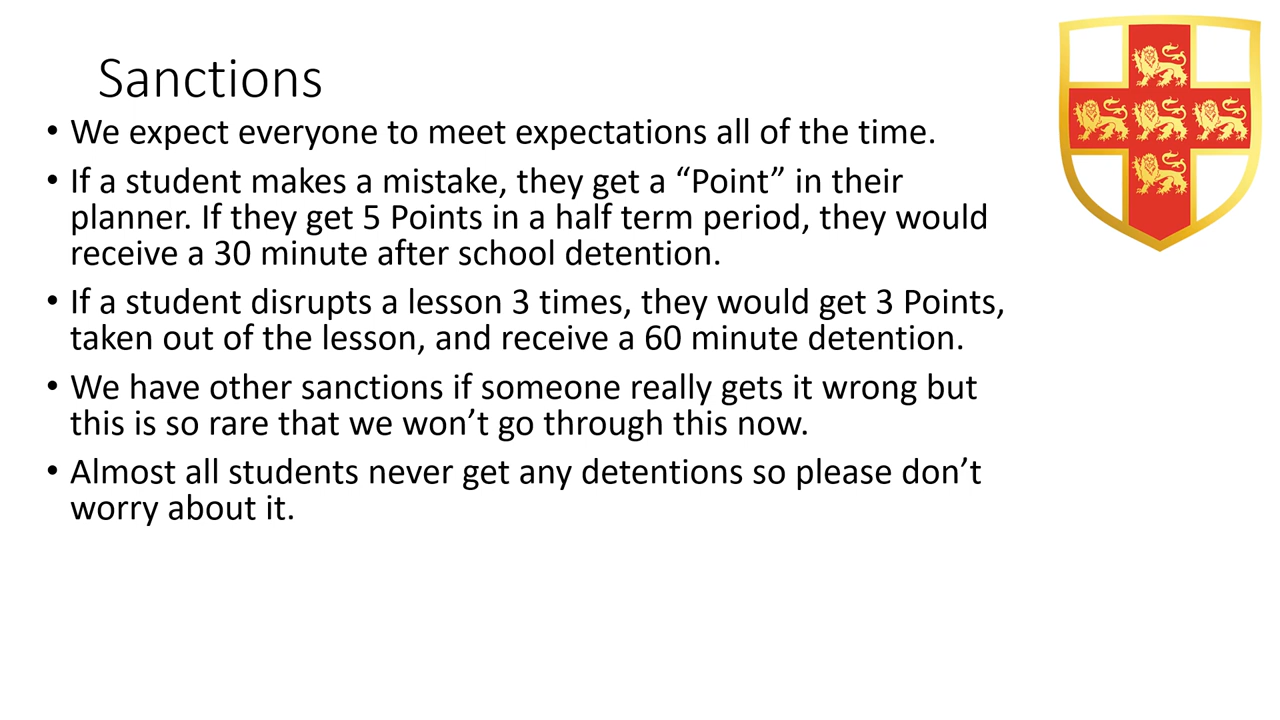 Sanctions
• We expect everyone to meet expectations all of the time.
• If a student makes a mistake, they get a “Point” in their
planner. If they get 5 Points in a half term period, they would
receive a 30 minute after school detention.
• If a student disrupts a lesson 3 times, they would get 3 Points,
taken out of the lesson, and receive a 60 minute detention.
• We have other sanctions if someone really gets it wrong but
this is so rare that we won’t go through this now.
• Almost all students never get any detentions so please don’t
worry about it.